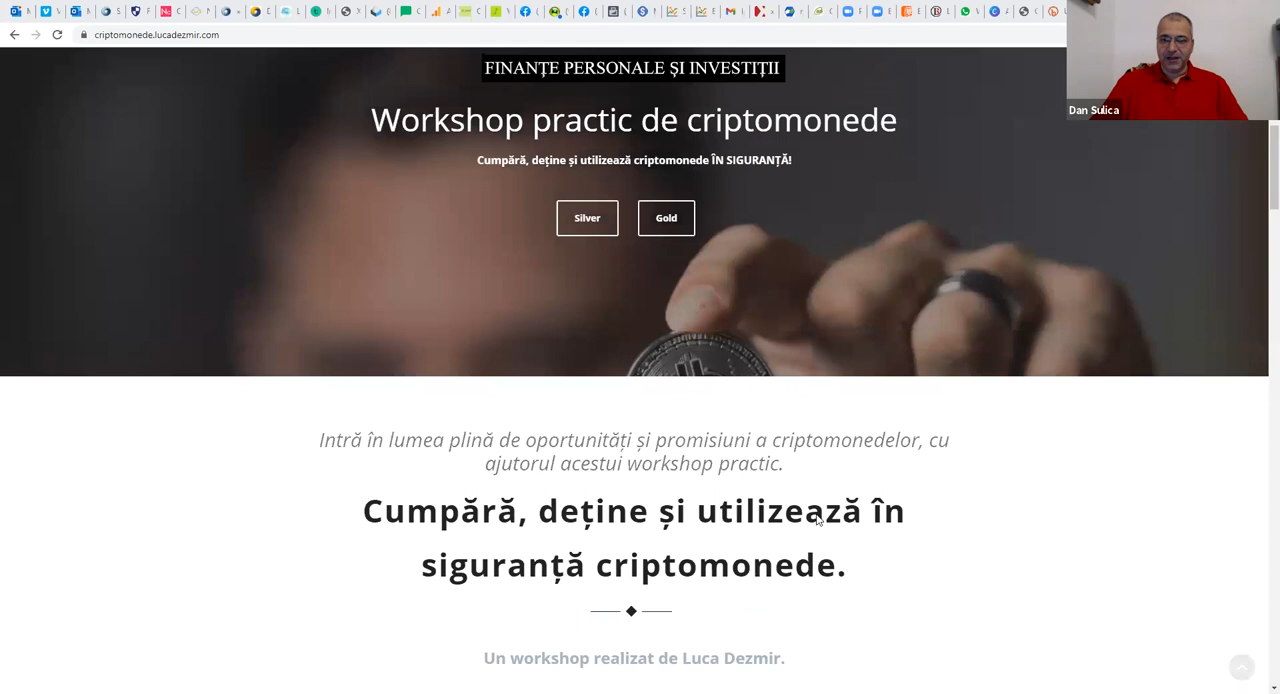 criptomonede.lucadezmir.com
Dan Sulica
FINANȚE PERSONALE ȘI INVESTIȚII
Workshop practic de criptomonede
Cumpără, deține și utilizează criptomonede ÎN SIGURANȚĂ!
Silver
Gold
Intră în lumea plină de oportunități și promisiuni a criptomonedelor, cu
ajutorul acestui workshop practic.
Cumpără, deține și utilizează în
siguranță criptomonede.
Un workshop realizat de Luca Dezmir.